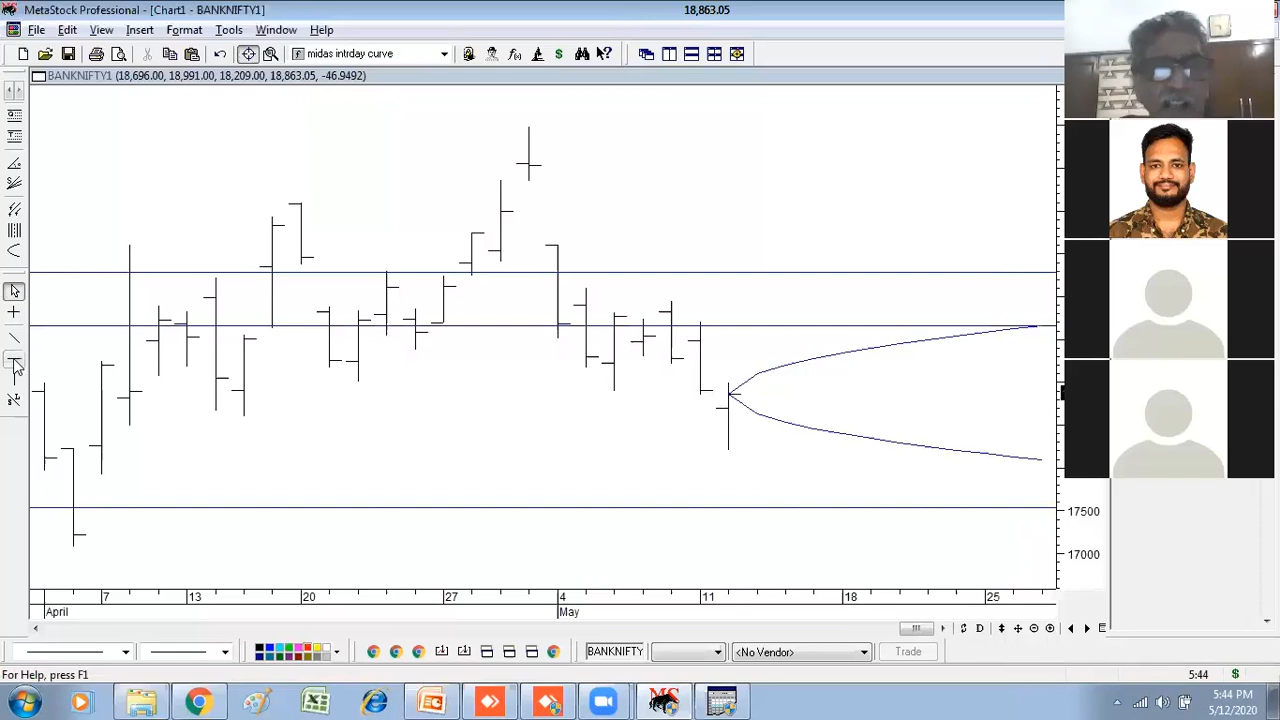 MetaStock Professional - [Chart1 - BANKNIFTY1]
18,863.05
File Edit View Insert Format Tools Window Help
midas intrday curve
BANKNIFTY1 (18,696.00, 18,991.00, 18,209.00, 18,863.05, -46.9492)
17500
17000
7 13 20 27 4 11 18 25
April May
BANKNIFTY <No Vendor> Trade
For Help, press F1 5:44
5:44 PM
5/12/2020